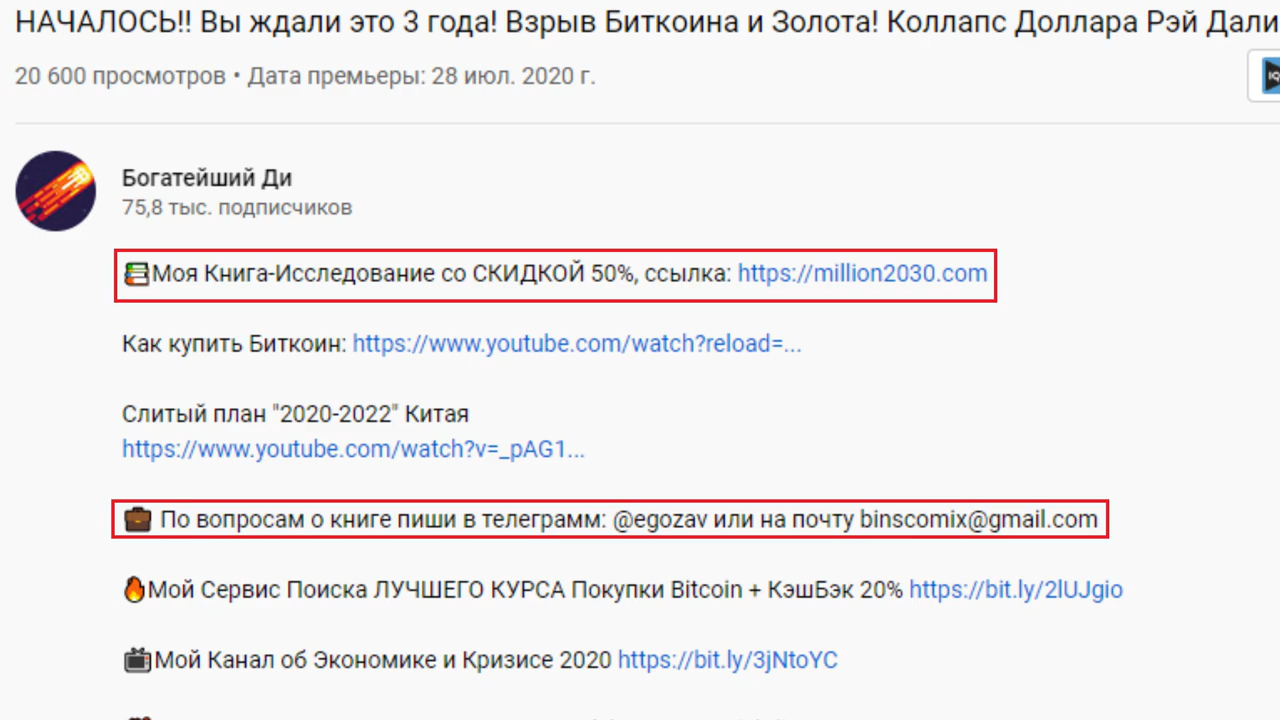 НАЧАЛОСЬ!! Вы ждали это 3 года! Взрыв Биткоина и Золота! Коллапс Доллара Рэй Дали
20 600 просмотров • Дата премьеры: 28 июл. 2020 г.
IQ
Богатейший Ди
75,8 тыс. подписчиков
📚Моя Книга-Исследование со СКИДКОЙ 50%, ссылка: https://million2030.com
Как купить Биткоин: https://www.youtube.com/watch?reload=...
Слитый план "2020-2022" Китая
https://www.youtube.com/watch?v=_pAG1...
💼 По вопросам о книге пиши в телеграмм: @egozav или на почту binscomix@gmail.com
🔥Мой Сервис Поиска ЛУЧШЕГО КУРСА Покупки Bitcoin + КэшБэк 20% https://bit.ly/2lUJgio
📺Мой Канал об Экономике и Кризисе 2020 https://bit.ly/3jNtoYC